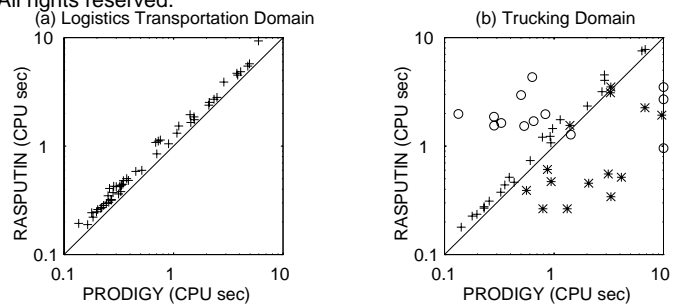 All rights reserved.
(a) Logistics Transportation Domain
10
1
0.1
RASPUTIN (CPU sec)
0.1 1 10
PRODIGY (CPU sec)
(b) Trucking Domain
10
1
0.1
RASPUTIN (CPU sec)
0.1 1 10
PRODIGY (CPU sec)